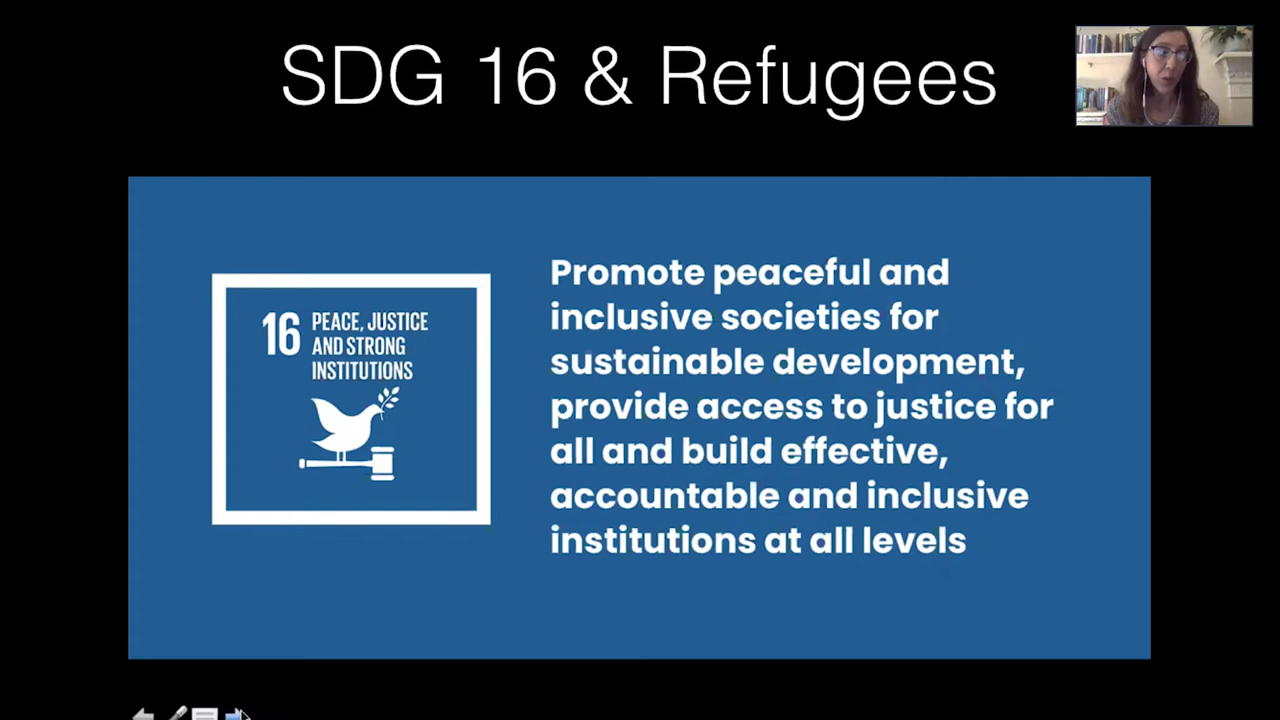 SDG 16 & Refugees
16 PEACE, JUSTICE
AND STRONG
INSTITUTIONS
Promote peaceful and
inclusive societies for
sustainable development,
provide access to justice for
all and build effective,
accountable and inclusive
institutions at all levels